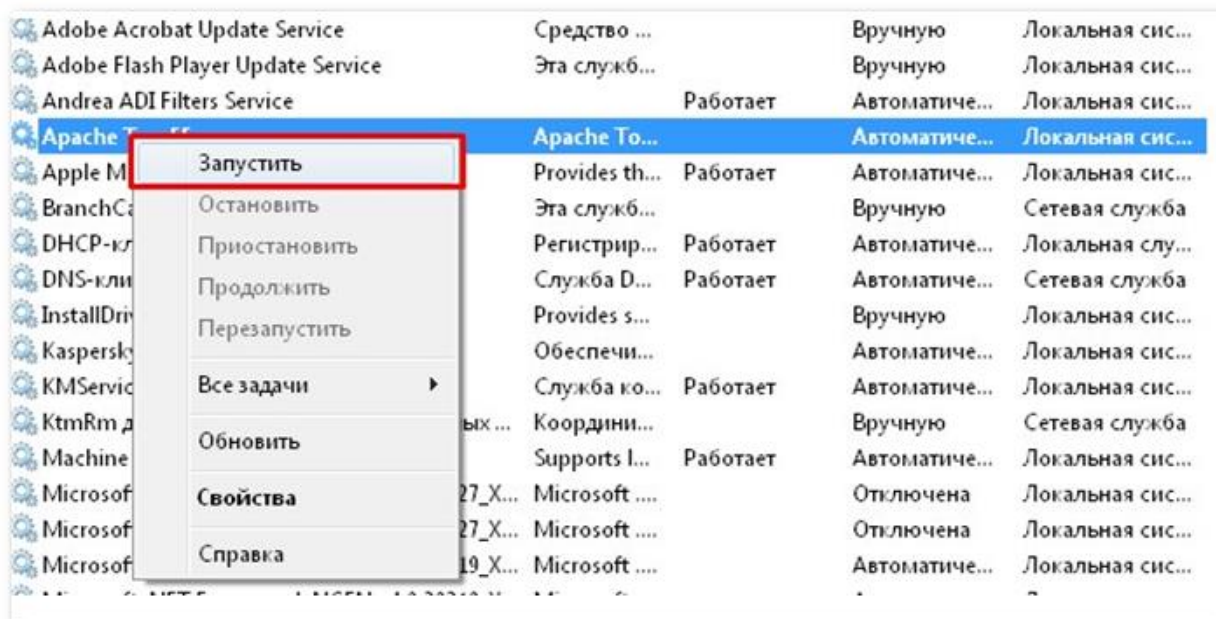 Adobe Acrobat Update Service Средство ... Вручную Локальная сис...
Adobe Flash Player Update Service Эта служб... Вручную Локальная сис...
Andrea ADI Filters Service Работает Автоматиче... Локальная сис...
Apache Apache To... Автоматиче... Локальная сис...
Apple M Provides th... Работает Автоматиче... Локальная сис...
BranchCa Эта служб... Вручную Сетевая служба
DHCP-кл Регистрир... Работает Автоматиче... Локальная слу...
DNS-кли Служба D... Работает Автоматиче... Сетевая служба
InstallDriv Provides s... Вручную Локальная сис...
Kaspersky Обеспечи... Автоматиче... Локальная сис...
KMServic Служба ко... Работает Автоматиче... Локальная сис...
KtmRm д ых ... Координи... Вручную Сетевая служба
Machine Supports l... Работает Автоматиче... Локальная сис...
Microsof 27_X... Microsoft .... Отключена Локальная сис...
Microsof 27_X... Microsoft .... Отключена Локальная сис...
Microsof 19_X... Microsoft .... Автоматиче... Локальная сис...
Запустить
Остановить
Приостановить
Продолжить
Перезапустить
Все задачи
Обновить
Свойства
Справка